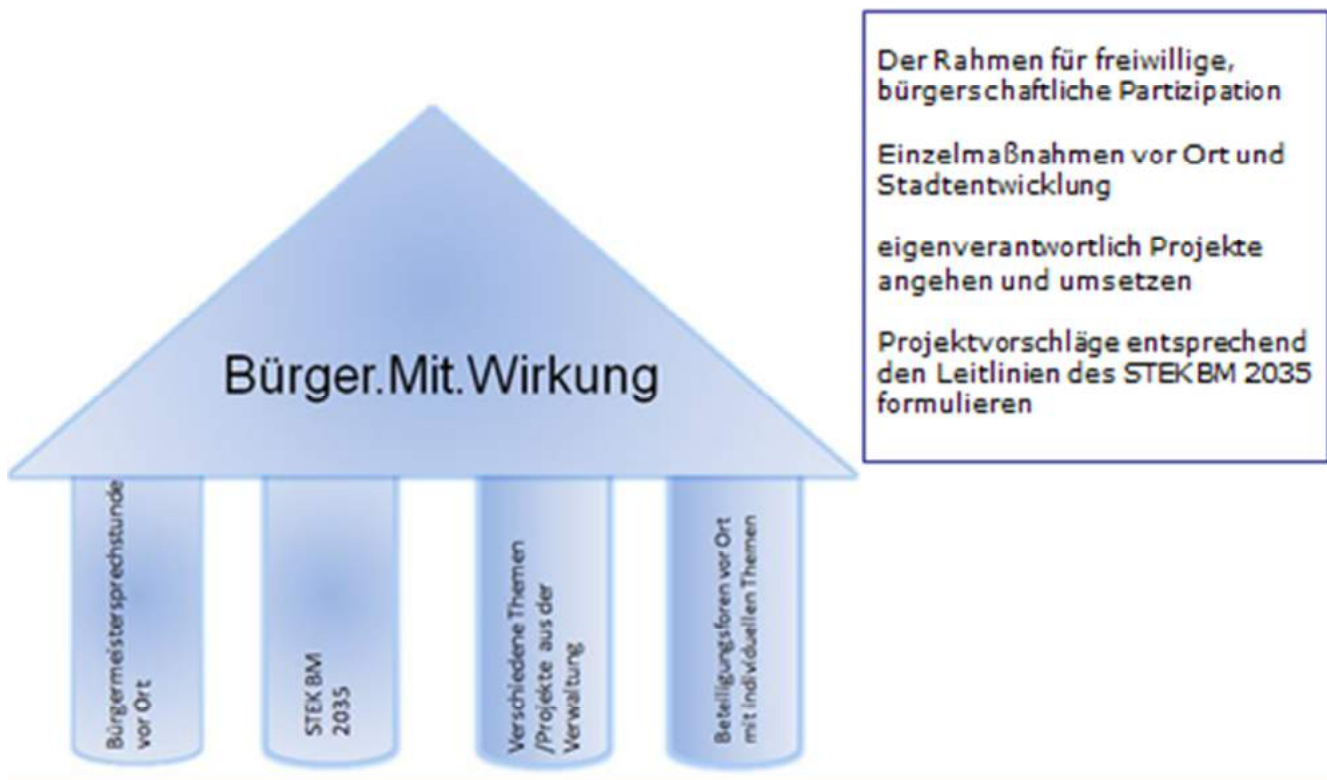 Der Rahmen für freiwillige,
bürgerschaftliche Partizipation
Einzelmaßnahmen vor Ort und
Stadtentwicklung
eigenverantwortlich Projekte
angehen und umsetzen
Projektvorschläge entsprechend
den Leitlinien des STEK BM 2035
formulieren
Bürger.Mit.Wirkung
Bürgermeistersprechstunde
vor Ort
STEK BM
2035
Verschiedene Themen
/Projekte aus der
Verwaltung
Beteiligungsforen vor Ort
mit individuellen Themen